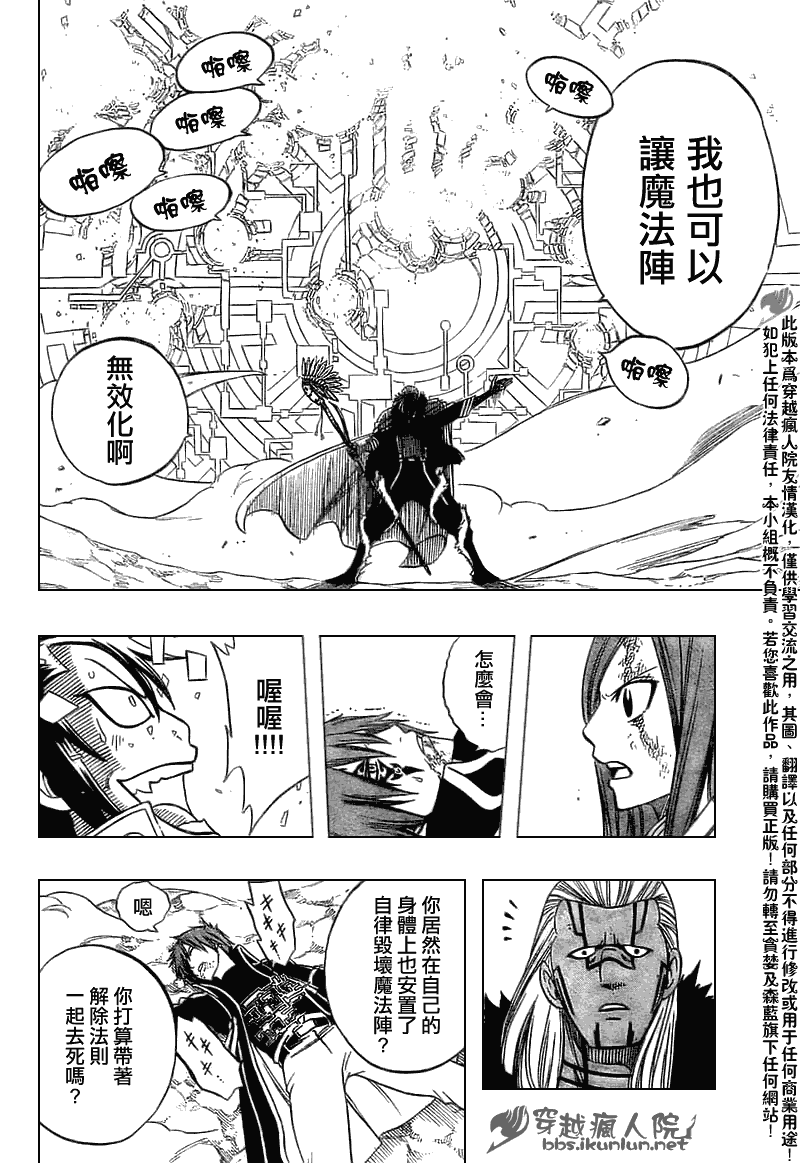 我也可以
讓魔法陣
啪嚓
啪嚓
啪嚓
啪嚓
啪嚓
啪嚓
無效化啊
怎麼會…
喔
喔
!!!!
你居然在自己的
身體上也安置了
自律毀壞魔法陣？
嗯
你打算帶著
解除法則
一起去死嗎？
此版本爲穿越瘋人院友情漢化，僅供學習交流之用，其圖、翻譯以及任何部分不得進行修改或用于任何商業用途！
如犯上任何法律責任，本小組概不負責。若您喜歡此作品，請購買正版！請勿轉至貪婪及森藍旗下任何網站！
穿越瘋人院
bbs.ikunlun.net